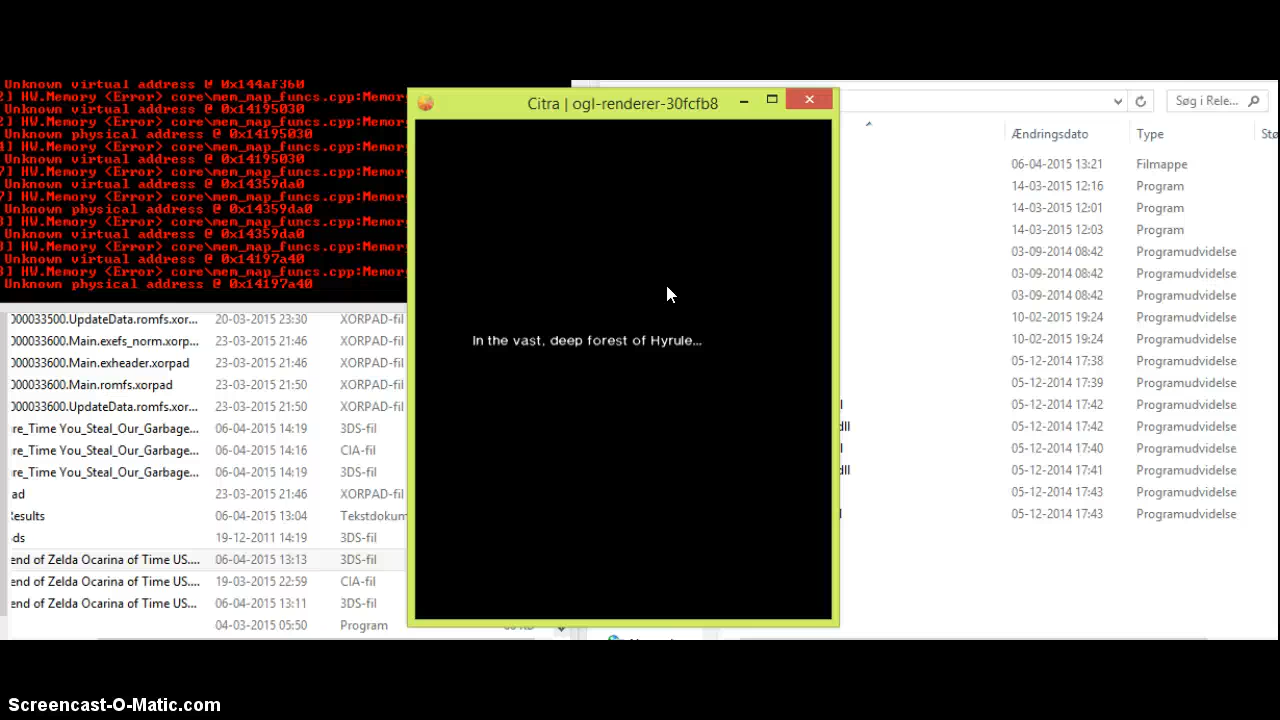 Unknown virtual address @ 0x144af360
2] HW.Memory <Error> core\mem_map_funcs.cpp:Memor
Unknown virtual address @ 0x14195030
2] HW.Memory <Error> core\mem_map_funcs.cpp:Memor
Unknown physical address @ 0x14195030
4] HW.Memory <Error> core\mem_map_funcs.cpp:Memor
Unknown virtual address @ 0x14195030
7] HW.Memory <Error> core\mem_map_funcs.cpp:Memor
Unknown virtual address @ 0x14359da0
7] HW.Memory <Error> core\mem_map_funcs.cpp:Memor
Unknown physical address @ 0x14359da0
3] HW.Memory <Error> core\mem_map_funcs.cpp:Memor
Unknown virtual address @ 0x14359da0
3] HW.Memory <Error> core\mem_map_funcs.cpp:Memor
Unknown virtual address @ 0x14197a40
3] HW.Memory <Error> core\mem_map_funcs.cpp:Memor
Unknown physical address @ 0x14197a40
000033500.UpdateData.romfs.xor... 20-03-2015 23:30 XORPAD-fil
000033600.Main.exefs_norm.xorp... 23-03-2015 21:46 XORPAD-fil
000033600.Main.exheader.xorpad 23-03-2015 21:46 XORPAD-fil
000033600.Main.romfs.xorpad 23-03-2015 21:50 XORPAD-fil
000033600.UpdateData.romfs.xor... 23-03-2015 21:50 XORPAD-fil
re_Time You_Steal_Our_Garbage... 06-04-2015 14:19 3DS-fil
re_Time You_Steal_Our_Garbage... 06-04-2015 14:16 CIA-fil
re_Time You_Steal_Our_Garbage... 06-04-2015 14:19 3DS-fil
ad 23-03-2015 21:46 XORPAD-fil
Results 06-04-2015 13:04 Tekstdokum
ds 19-12-2011 14:19 3DS-fil
end of Zelda Ocarina of Time US.... 06-04-2015 13:13 3DS-fil
end of Zelda Ocarina of Time US.... 19-03-2015 22:59 CIA-fil
end of Zelda Ocarina of Time US.... 06-04-2015 13:11 3DS-fil
04-03-2015 05:50 Program
Citra | ogl-renderer-30fcfb8
In the vast, deep forest of Hyrule...
Søg i Rele...
Ændringsdato Type Stø
06-04-2015 13:21 Filmappe
14-03-2015 12:16 Program
14-03-2015 12:01 Program
14-03-2015 12:03 Program
03-09-2014 08:42 Programudvidelse
03-09-2014 08:42 Programudvidelse
03-09-2014 08:42 Programudvidelse
10-02-2015 19:24 Programudvidelse
10-02-2015 19:24 Programudvidelse
05-12-2014 17:38 Programudvidelse
05-12-2014 17:39 Programudvidelse
l 05-12-2014 17:42 Programudvidelse
dll 05-12-2014 17:42 Programudvidelse
l 05-12-2014 17:40 Programudvidelse
dll 05-12-2014 17:41 Programudvidelse
05-12-2014 17:43 Programudvidelse
l 05-12-2014 17:43 Programudvidelse
Screencast-O-Matic.com